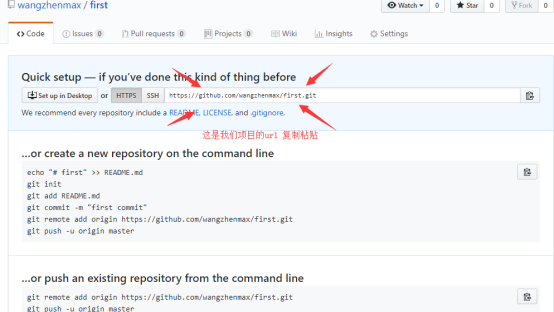 wangzhenmax / first
Watch 0 Star 0 Fork 0
Code Issues 0 Pull requests 0 Projects 0 Wiki Insights Settings
Quick setup — if you've done this kind of thing before
Set up in Desktop or HTTPS SSH https://github.com/wangzhenmax/first.git
We recommend every repository include a README, LICENSE, and .gitignore.
这是我们项目的url 复制粘贴
...or create a new repository on the command line
echo "# first" >> README.md
git init
git add README.md
git commit -m "first commit"
git remote add origin https://github.com/wangzhenmax/first.git
git push -u origin master
...or push an existing repository from the command line
git remote add origin https://github.com/wangzhenmax/first.git
git push -u origin master